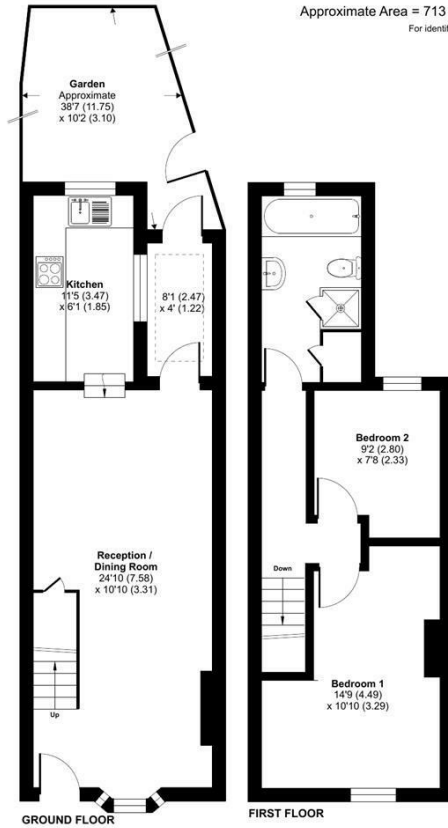 Approximate Area = 713
For identif
Garden
Approximate
38'7 (11.75)
x 10'2 (3.10)
Kitchen
11'5 (3.47)
x 6'1 (1.85)
8'1 (2.47)
x 4' (1.22)
Reception /
Dining Room
24'10 (7.58)
x 10'10 (3.31)
Up
GROUND FLOOR
Bedroom 2
9'2 (2.80)
x 7'8 (2.33)
Down
Bedroom 1
14'9 (4.49)
x 10'10 (3.29)
FIRST FLOOR